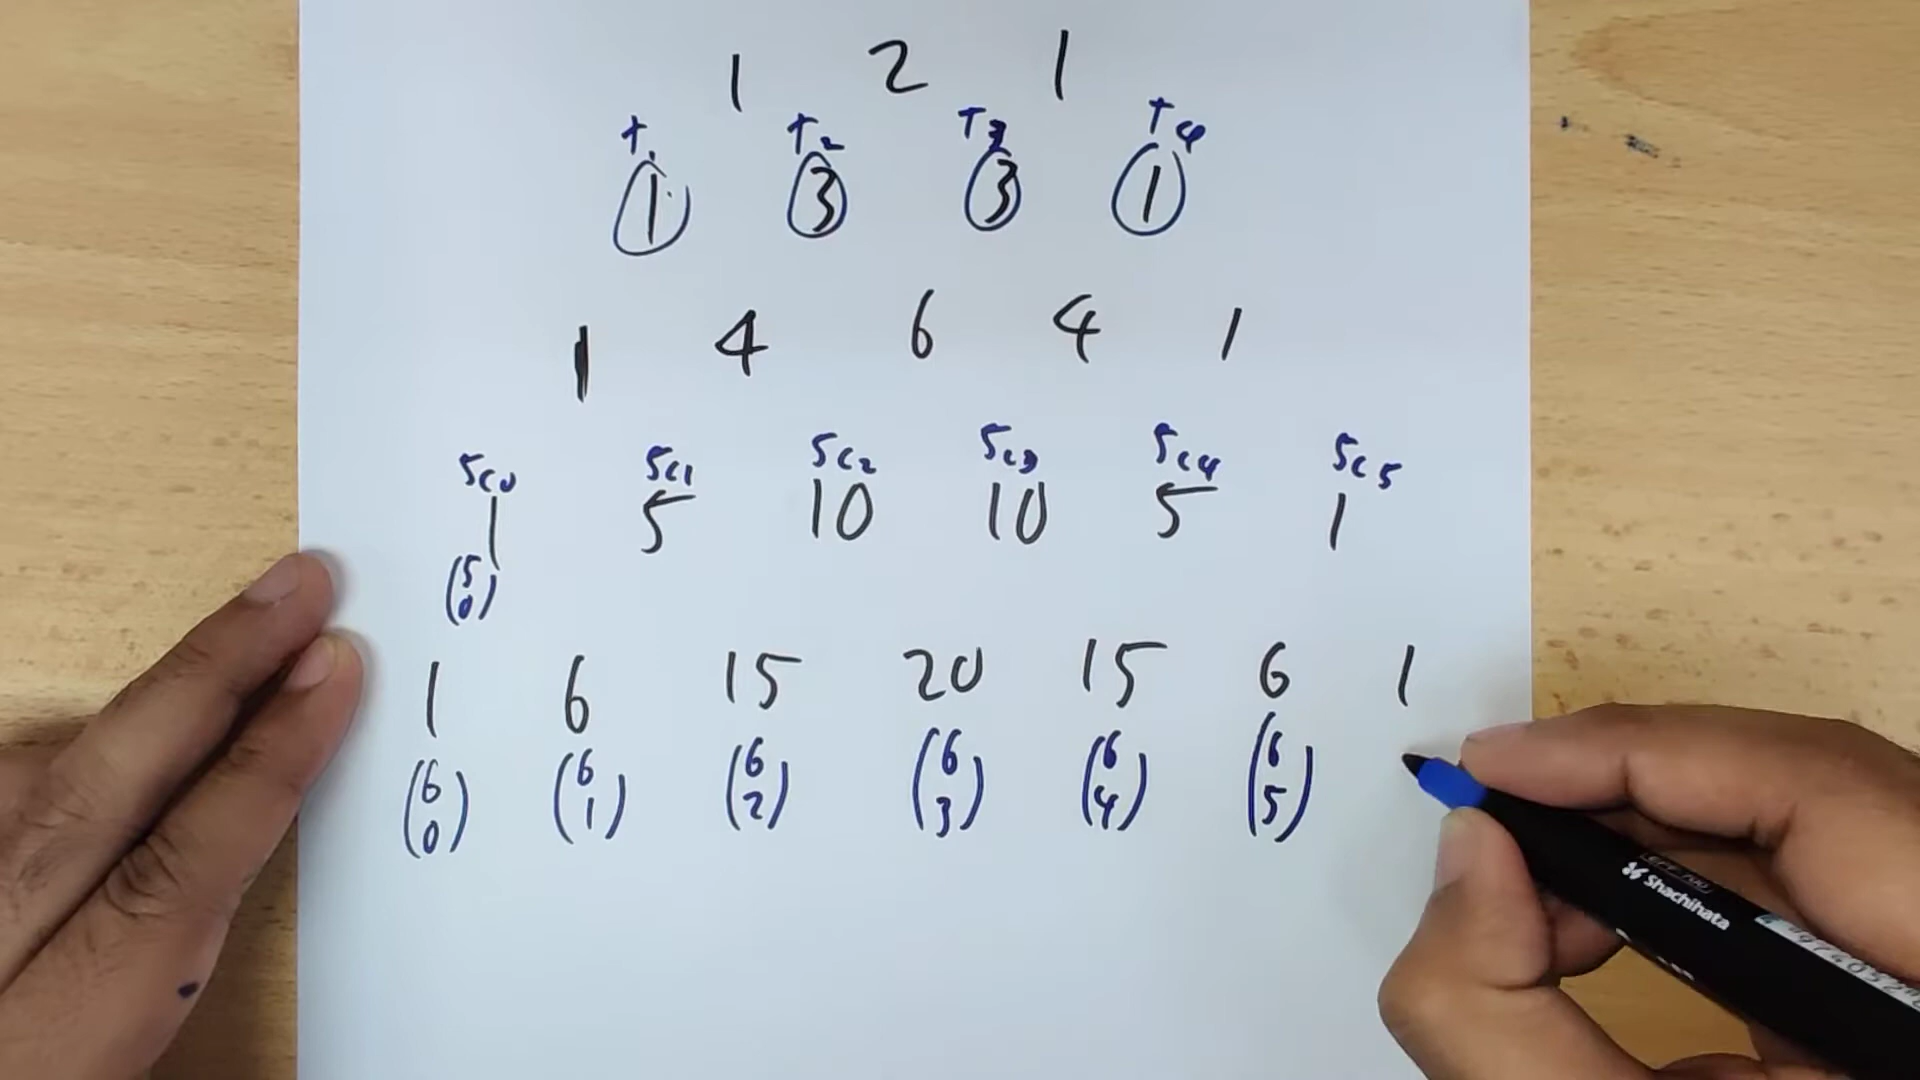 1 2 1
T1 T2 T3 T4
1 3 3 1
1 4 6 4 1
5C0 5C1 5C2 5C3 5C4 5C5
1 5 10 10 5 1
(5 0)
1 6 15 20 15 6 1
(6 0) (6 1) (6 2) (6 3) (6 4) (6 5)
Shachihata